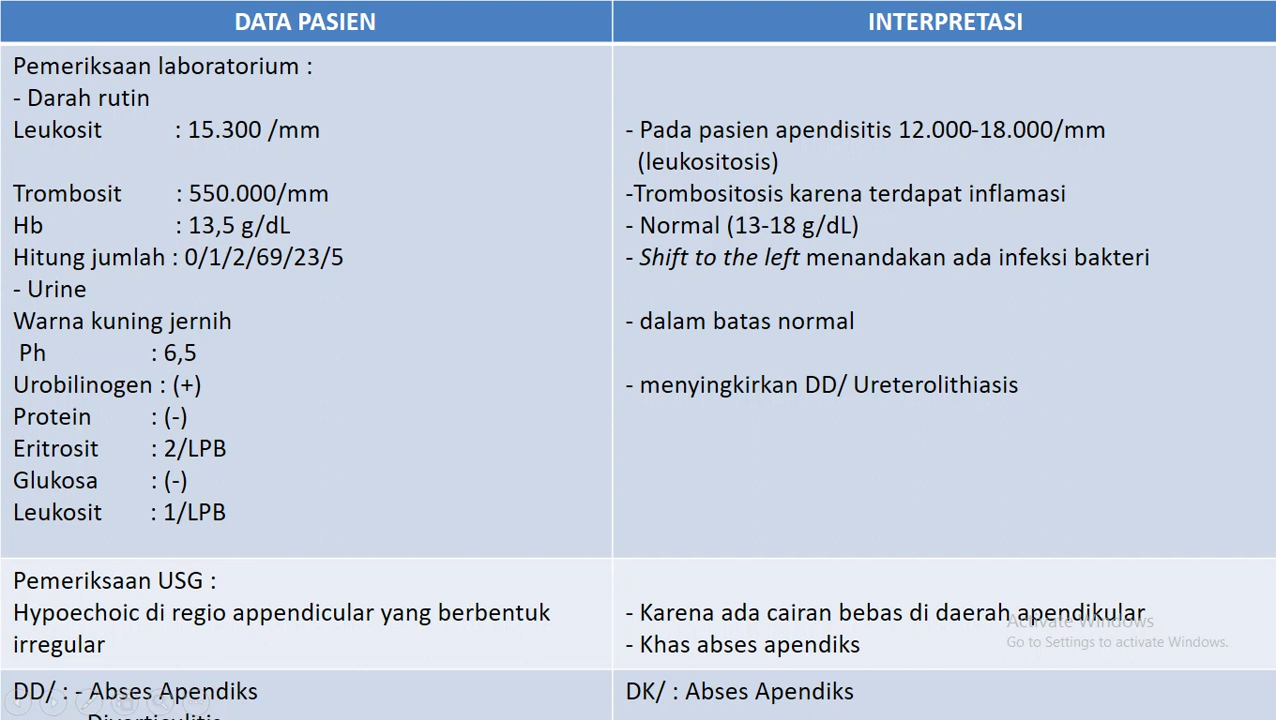 DATA PASIEN
INTERPRETASI
Pemeriksaan laboratorium :
- Darah rutin
Leukosit : 15.300 /mm
Trombosit : 550.000/mm
Hb : 13,5 g/dL
Hitung jumlah : 0/1/2/69/23/5
- Urine
Warna kuning jernih
Ph : 6,5
Urobilinogen : (+)
Protein : (-)
Eritrosit : 2/LPB
Glukosa : (-)
Leukosit : 1/LPB
- Pada pasien apendisitis 12.000-18.000/mm
(leukositosis)
-Trombositosis karena terdapat inflamasi
- Normal (13-18 g/dL)
- Shift to the left menandakan ada infeksi bakteri
- dalam batas normal
- menyingkirkan DD/ Ureterolithiasis
Pemeriksaan USG :
Hypoechoic di regio appendicular yang berbentuk
irregular
- Karena ada cairan bebas di daerah apendikular
- Khas abses apendiks
Activate Windows
Go to Settings to activate Windows.
DD/ : - Abses Apendiks
- Diverticulitis
DK/ : Abses Apendiks